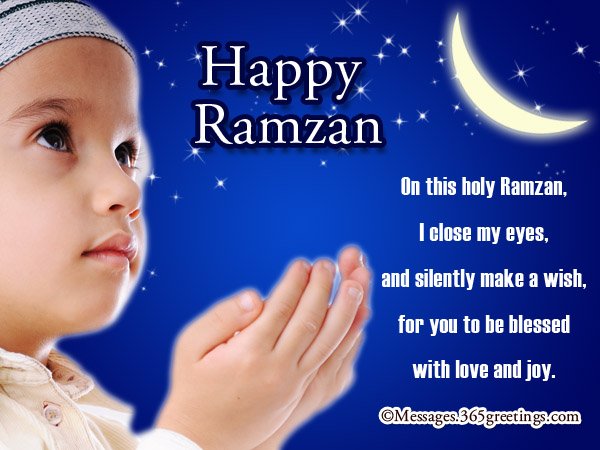 Happy
Ramzan
On this holy Ramzan,
I close my eyes,
and silently make a wish,
for you to be blessed
with love and joy.
©Messages.365greetings.com